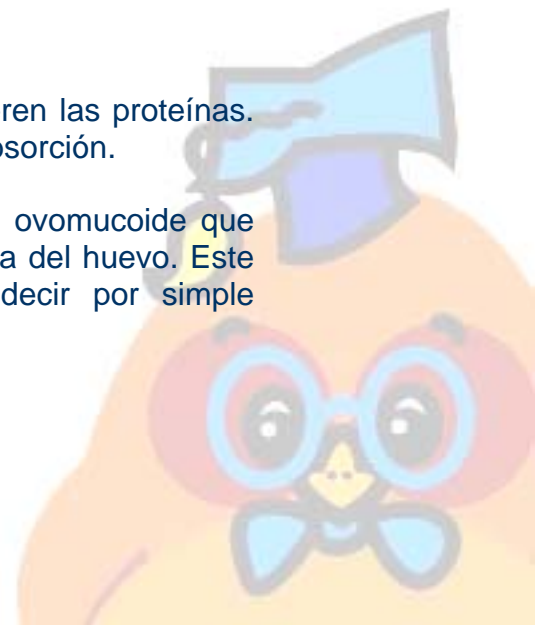 ren las proteínas.
osorción.
ovomucoide que
a del huevo. Este
decir por simple